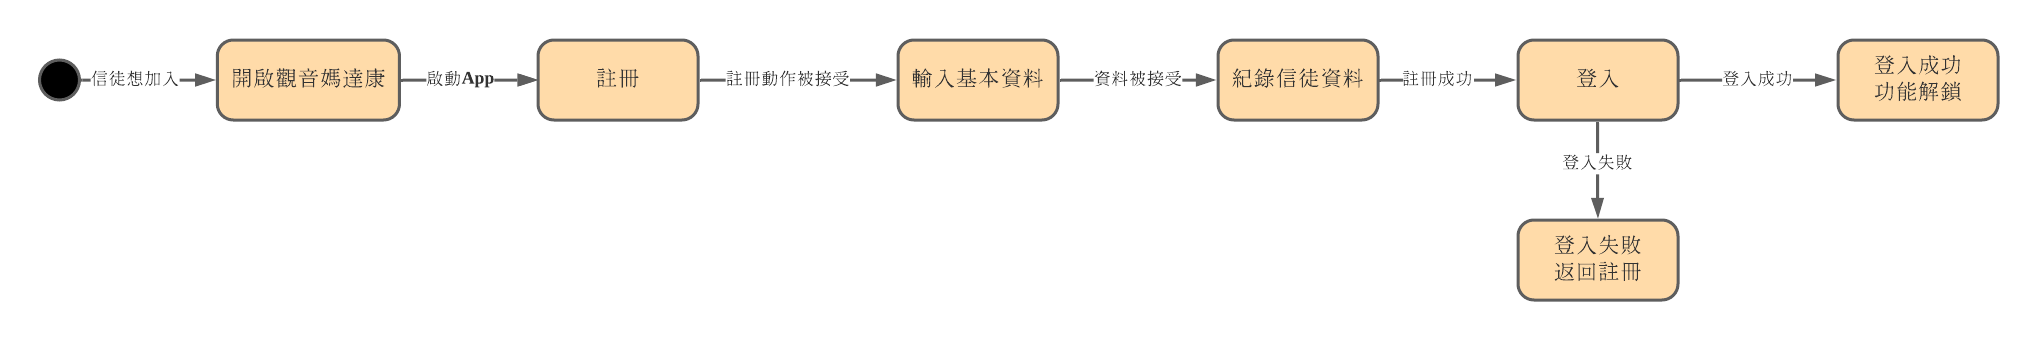 信徒想加入
開啟觀音媽達康
啟動App
註冊
註冊動作被接受
輸入基本資料
資料被接受
紀錄信徒資料
註冊成功
登入
登入成功
登入成功
功能解鎖
登入失敗
登入失敗
返回註冊